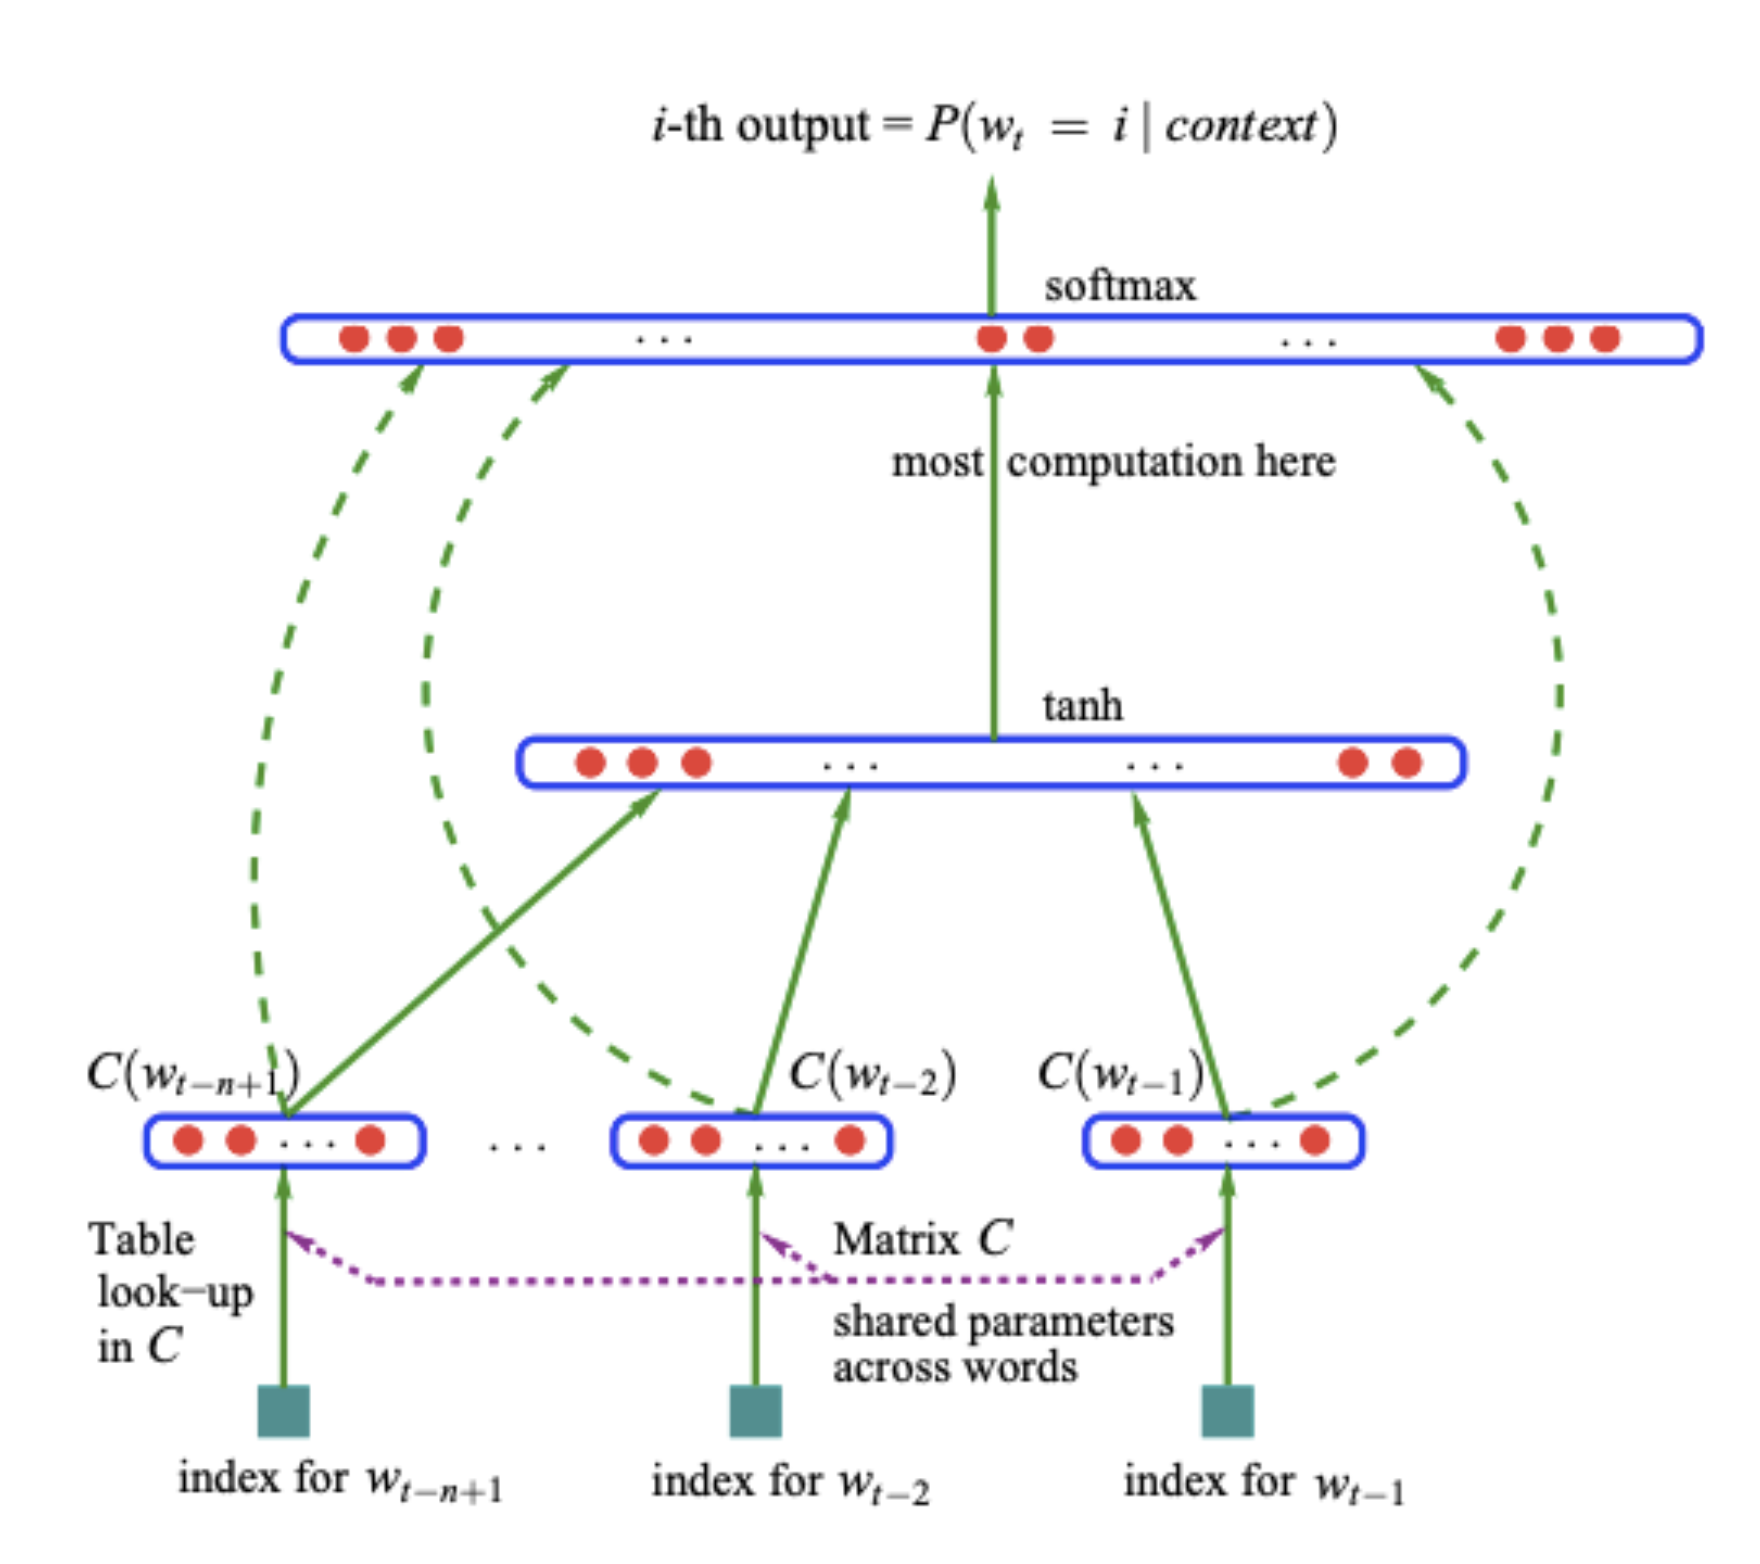 i-th output = P(w_t = i | context)
softmax
. . .
. . .
most computation here
tanh
. . .
. . .
C(w_{t−n+1})
C(w_{t−2})
C(w_{t−1})
. . .
. . .
. . .
. . .
Table
look−up
in C
Matrix C
shared parameters
across words
index for w_{t−n+1}
index for w_{t−2}
index for w_{t−1}